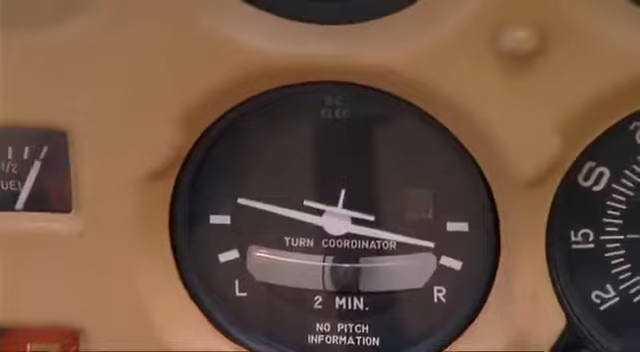 D.C.
ELEC
1/2
FUEL
S
TURN COORDINATOR
15
L
R
12
2 MIN.
NO PITCH
INFORMATION